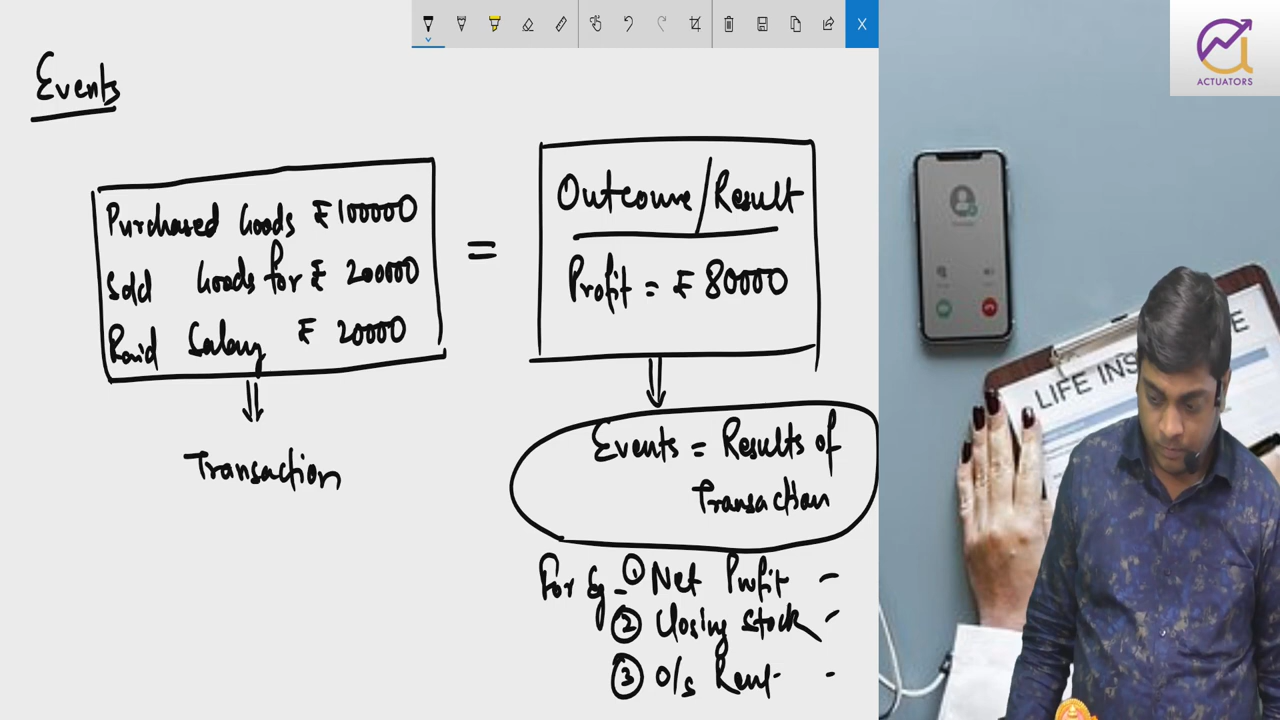 Events
Purchased Goods ₹ 100000
Sold Goods for ₹ 200000
Paid Salary ₹ 20000
Transaction
=
Outcome/Result
Profit = ₹ 80000
Events = Results of
Transaction
For Eg - ① Net Profit -
② Closing Stock -
③ O/s Rent -
ACTUATORS
LIFE INS
E
X